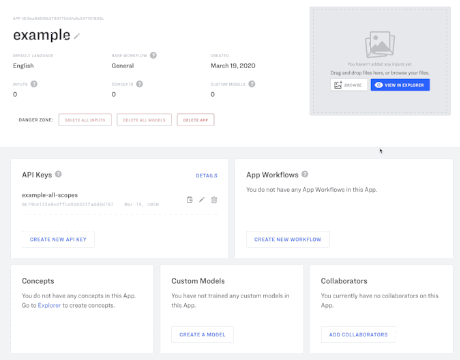 example
DEFAULT LANGUAGE
BASE WORKFLOW ?
CREATED
English
General
March 19, 2020
INPUTS ?
CONCEPTS ?
CUSTOM MODELS ?
0
0
0
DANGER ZONE:
DELETE ALL INPUTS
DELETE ALL MODELS
DELETE APP
You haven't added any inputs yet
Drag and drop files here, or browse your files.
BROWSE
VIEW IN EXPLORER
API Keys ?
DETAILS
example-all-scopes
Mar 19, 2020
CREATE NEW API KEY
App Workflows ?
You do not have any App Workflows in this App.
CREATE NEW WORKFLOW
Concepts
You do not have any concepts in this App.
Go to Explorer to create concepts.
Custom Models
You have not trained any custom models in
this App.
CREATE A MODEL
Collaborators
You currently have no collaborators on this
App.
ADD COLLABORATORS